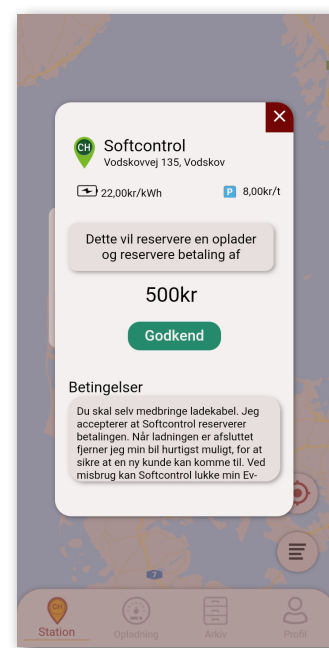 CH
Softcontrol
Vodskovvej 135, Vodskov
22,00kr/kWh
P 8,00kr/t
Dette vil reservere en oplader
og reservere betaling af
500kr
Godkend
Betingelser
Du skal selv medbringe ladekabel. Jeg
accepterer at Softcontrol reserverer
betalingen. Når ladningen er afsluttet
fjerner jeg min bil hurtigst muligt, for at
sikre at en ny kunde kan komme til. Ved
misbrug kan Softcontrol lukke min Ev-
7
CH
Station
Opladning
Arkiv
Profil